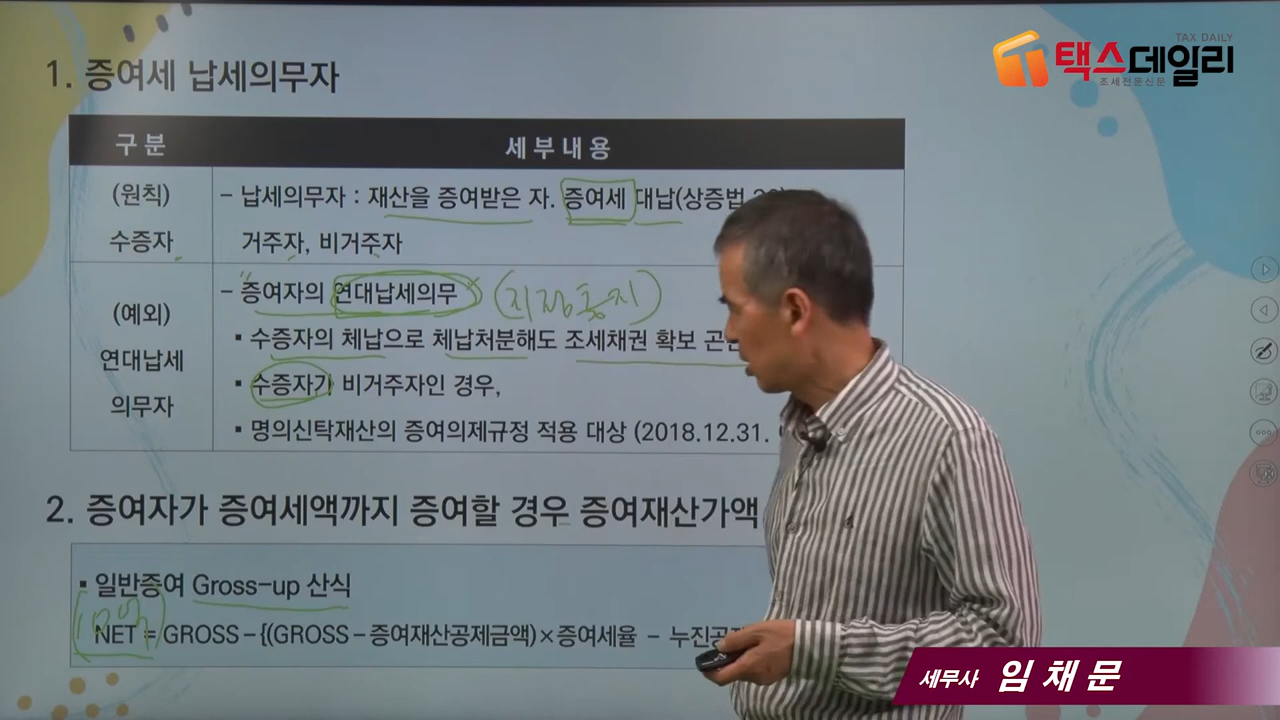 TAX DAILY
택스데일리
조세전문신문
1. 증여세 납세의무자
구 분
세 부 내 용
(원칙)
수증자
- 납세의무자 : 재산을 증여받은 자. 증여세 대납(상증법
거주자, 비거주자
(예외)
연대납세
의무자
- 증여자의 연대납세의무 (지정통지)
▪ 수증자의 체납으로 체납처분해도 조세채권 확보
▪ 수증자가 비거주자인 경우,
▪ 명의신탁재산의 증여의제규정 적용 대상 (2018.12.31.
2. 증여자가 증여세액까지 증여할 경우 증여재산가액
▪ 일반증여 Gross-up 산식
NET = GROSS - {(GROSS - 증여재산공제금액) × 증여세율 -
세무사 임 채 문